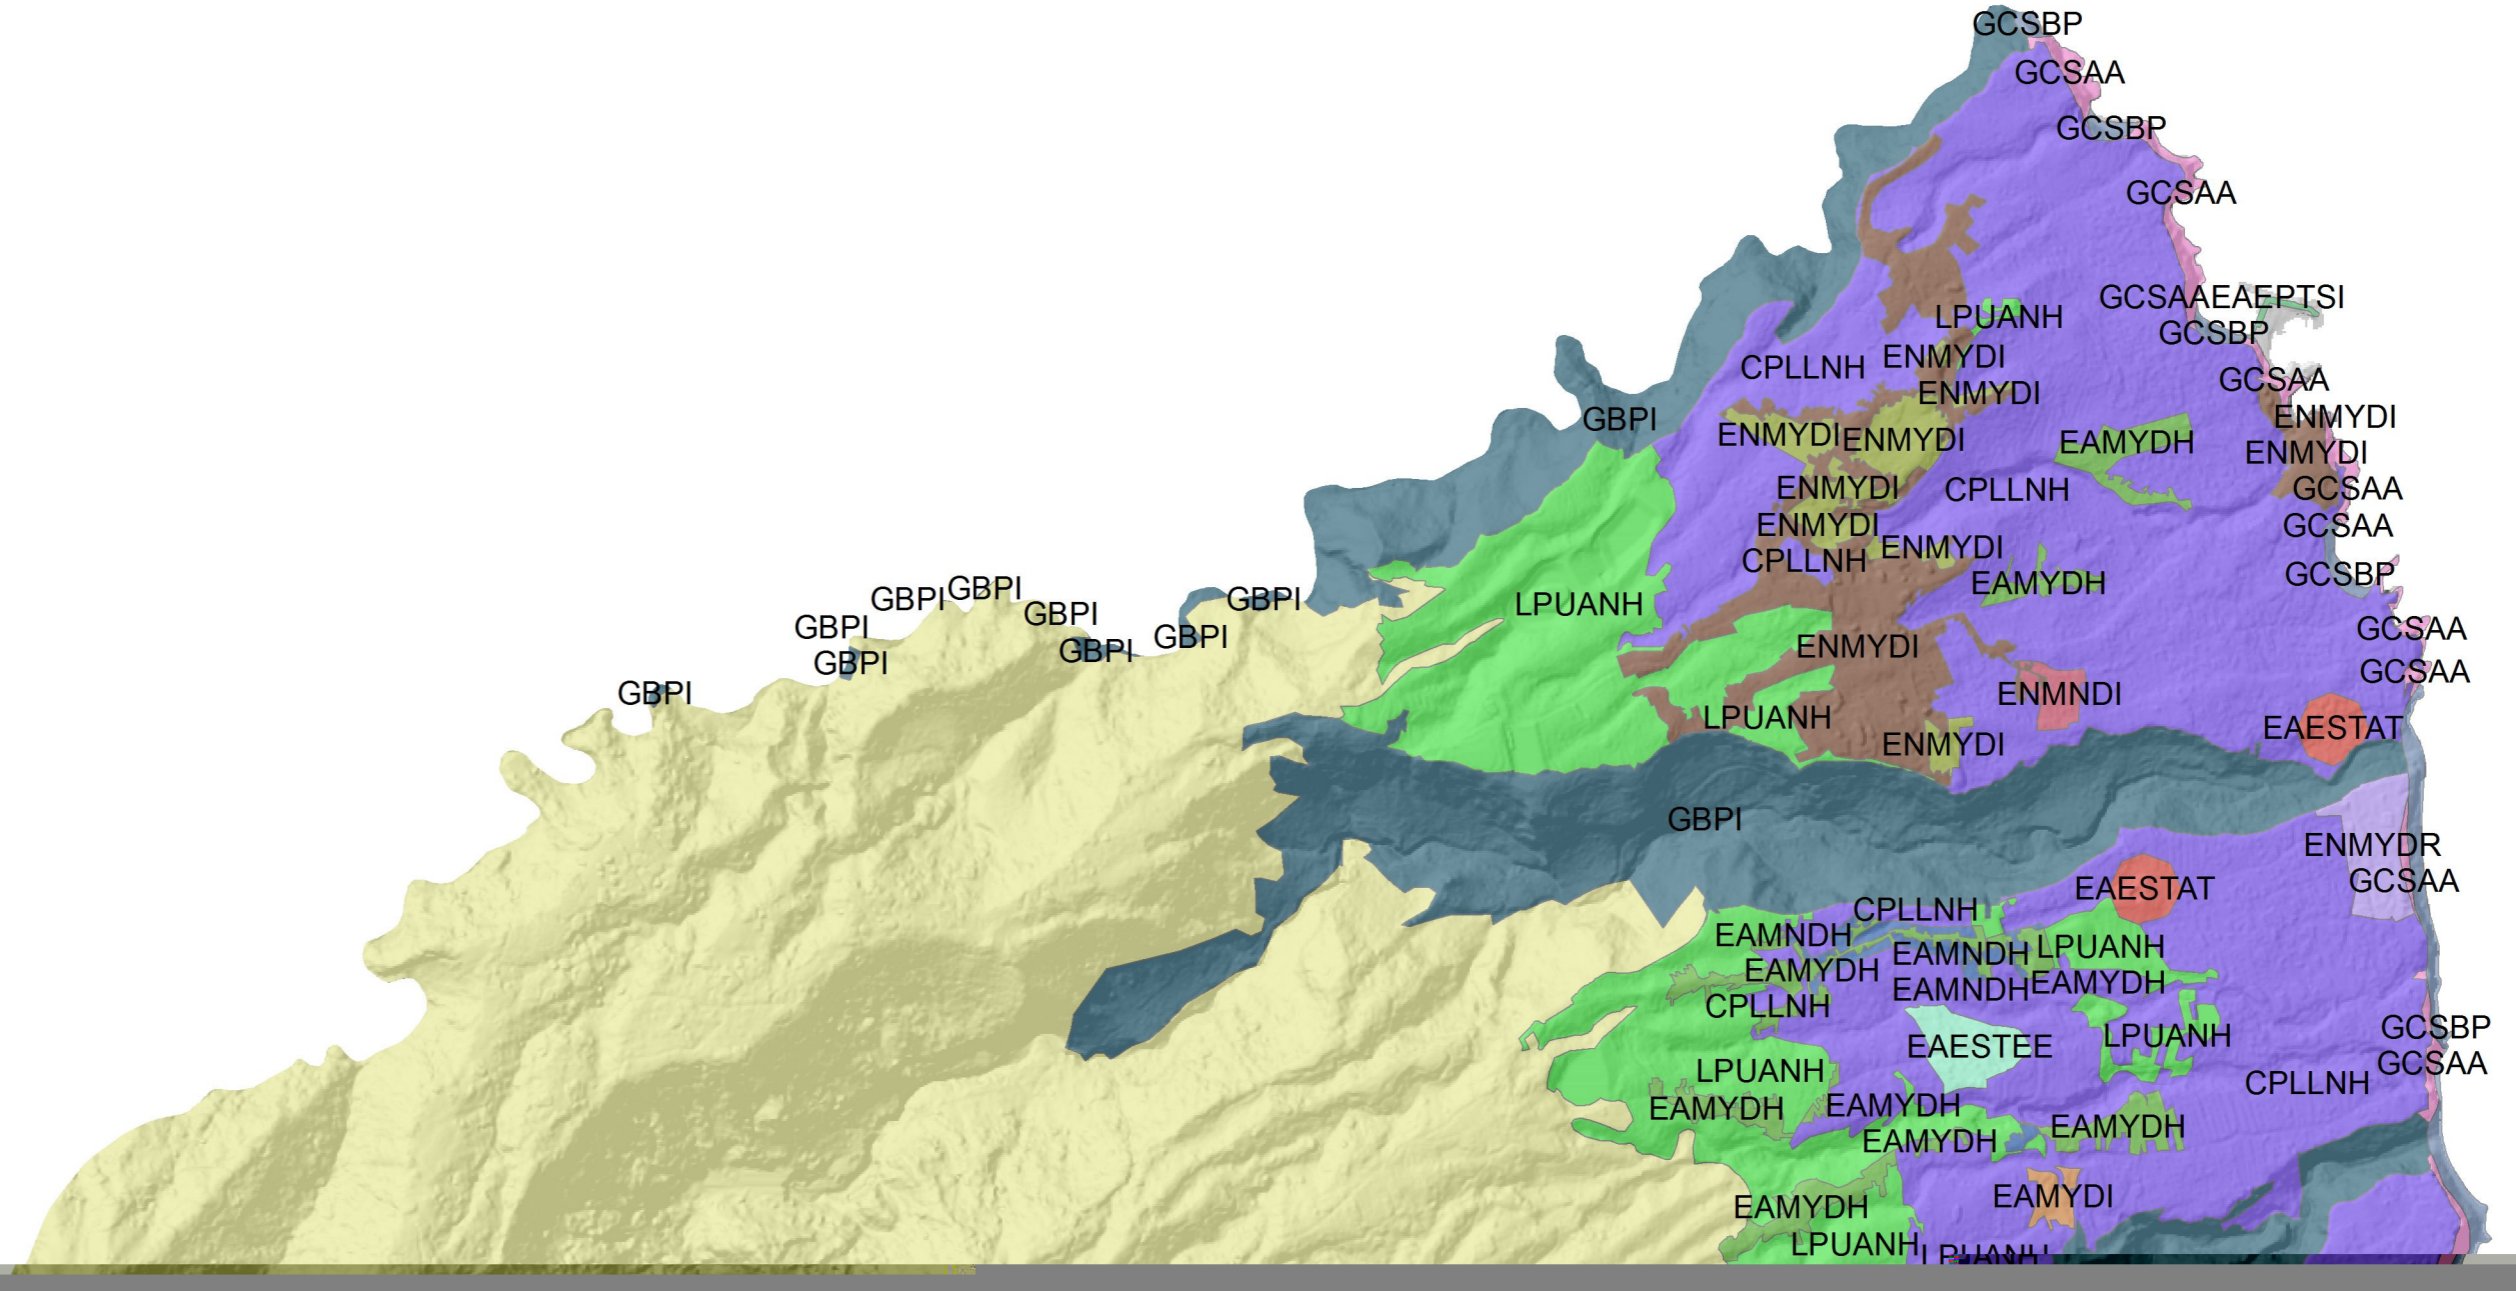 GCSBP
GCSAA
GCSBP
GCSAA
GCSAAEAEPTSI
LPUANH
GCSBP
ENMYDI
CPLLNH
GCSAA
ENMYDI
ENMYDI
GBPI
ENMYDIENMYDI
EAMYDH
ENMYDI
ENMYDI
CPLLNH
GCSAA
ENMYDI
GCSAA
ENMYDI
CPLLNH
GCSBP
EAMYDH
GBPI
GBPI
GBPI
LPUANH
GBPI
GBPI
GBPI
GCSAA
GBPI
ENMYDI
GBPI
GCSAA
GBPI
ENMNDI
LPUANH
EAESTAT
ENMYDI
GBPI
ENMYDR
GCSAA
EAESTAT
CPLLNH
EAMNDH
EAMNDH
LPUANH
EAMYDH
EAMNDH
EAMYDH
CPLLNH
GCSBP
LPUANH
EAESTEE
GCSAA
LPUANH
CPLLNH
EAMYDH
EAMYDH
EAMYDH
EAMYDH
EAMYDI
EAMYDH
LPUANH
LPUANH